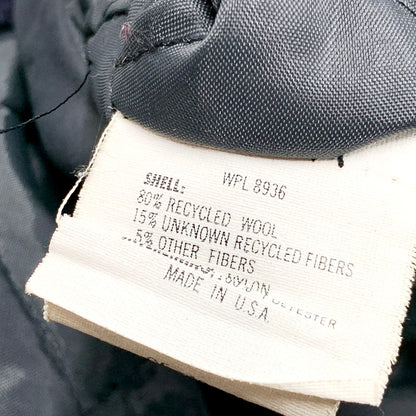 SHELL: WPL 8936
80% RECYCLED WOOL
15% UNKNOWN RECYCLED FIBERS
5% OTHER FIBERS
MADE IN U.S.A.